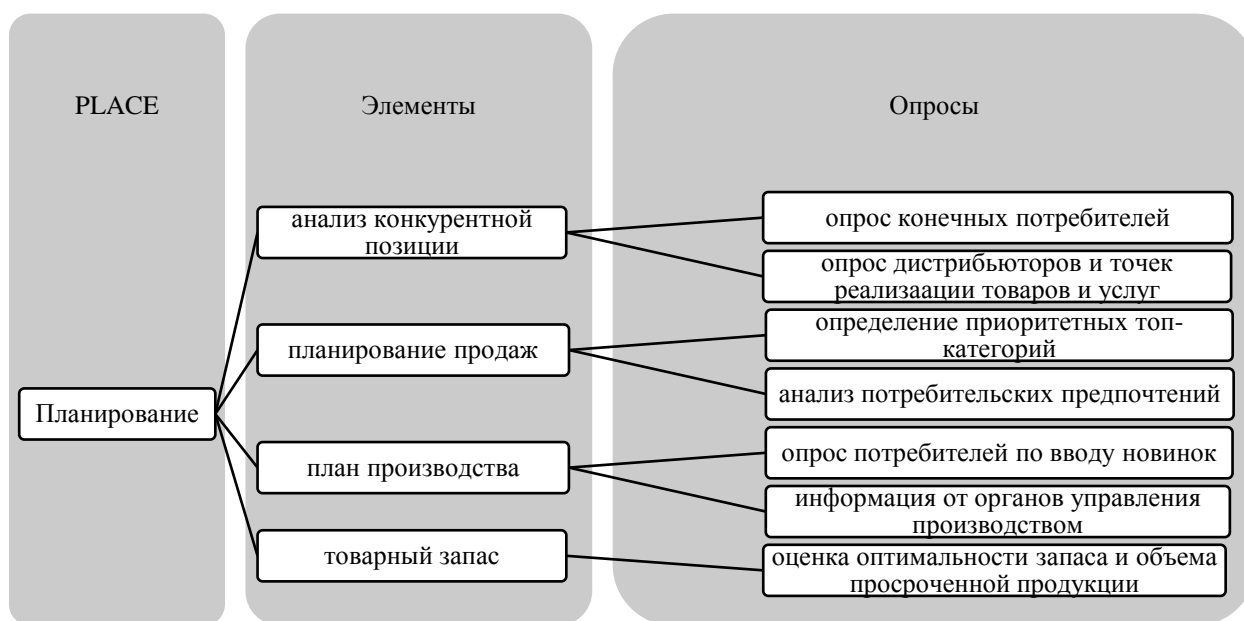 PLACE
Элементы
Опросы
Планирование
анализ конкурентной
позиции
планирование продаж
план производства
товарный запас
опрос конечных потребителей
опрос дистрибьюторов и точек
реализаации товаров и услуг
определение приоритетных топ-
категорий
анализ потребительских предпочтений
опрос потребителей по вводу новинок
информация от органов управления
производством
оценка оптимальности запаса и объема
просроченной продукции